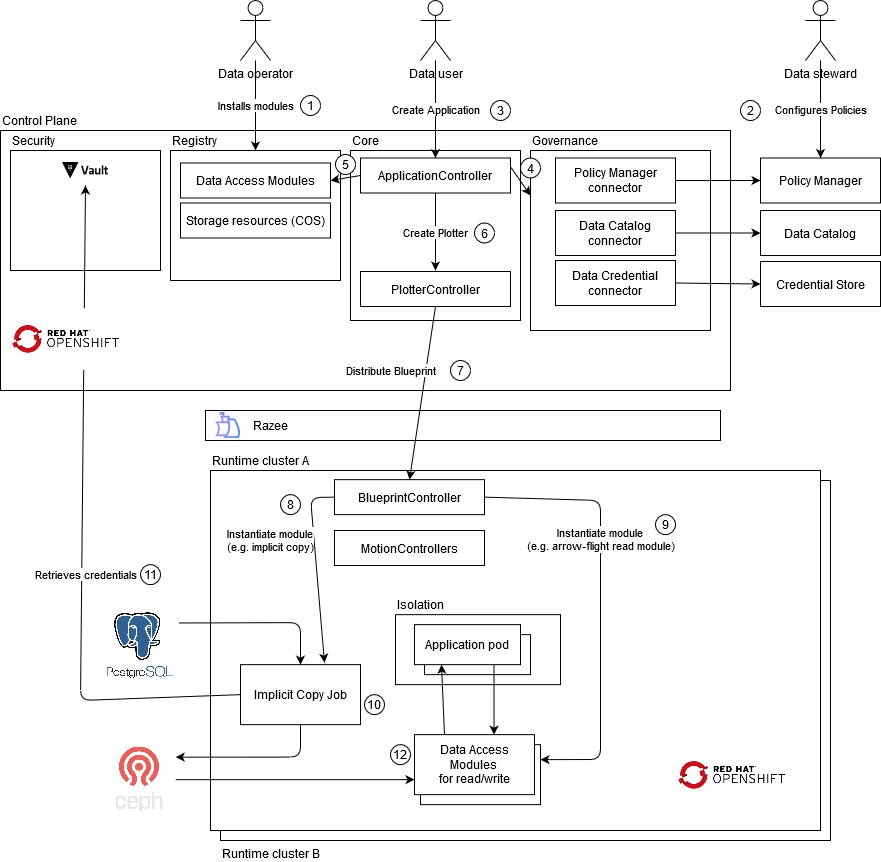 Data operator
Data user
Data steward
Installs modules
1
Create Application
3
2
Configures Policies
Control Plane
Security
Registry
Core
Governance
Vault
Data Access Modules
5
ApplicationController
4
Policy Manager
connector
Policy Manager
Storage resources (COS)
Create Plotter
6
Data Catalog
connector
Data Catalog
PlotterController
Data Credential
connector
Credential Store
RED HAT®
OPENSHIFT
Distribute Blueprint
7
Razee
Runtime cluster A
BlueprintController
8
Instantiate module
(e.g. implicit copy)
9
Instantiate module
(e.g. arrow-flight read module)
MotionControllers
Retrieves credentials
11
Isolation
Application pod
PostgreSQL
Implicit Copy Job
10
12
Data Access
Modules
for read/write
ceph
RED HAT®
OPENSHIFT
Runtime cluster B